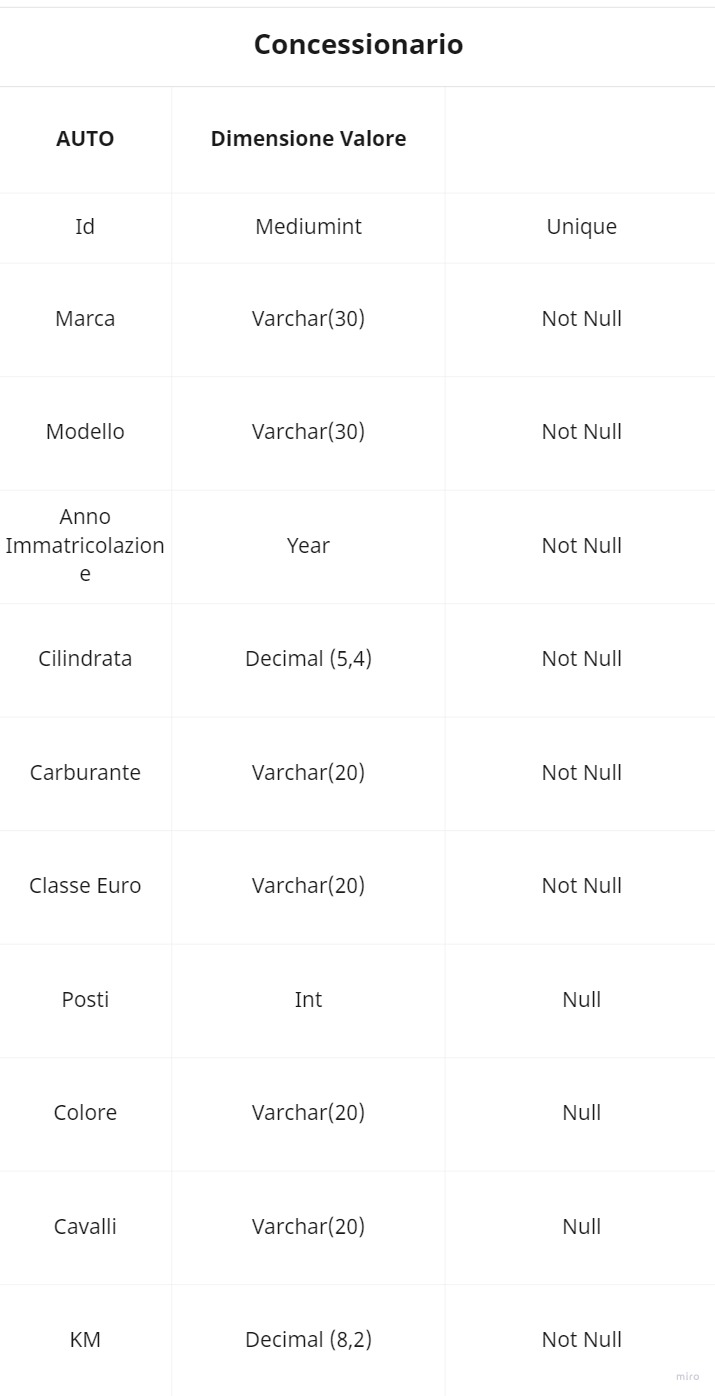 Concessionario
AUTO Dimensione Valore
Id Mediumint Unique
Marca Varchar(30) Not Null
Modello Varchar(30) Not Null
Anno
Immatricolazion Year Not Null
e
Cilindrata Decimal (5,4) Not Null
Carburante Varchar(20) Not Null
Classe Euro Varchar(20) Not Null
Posti Int Null
Colore Varchar(20) Null
Cavalli Varchar(20) Null
KM Decimal (8,2) Not Null
miro